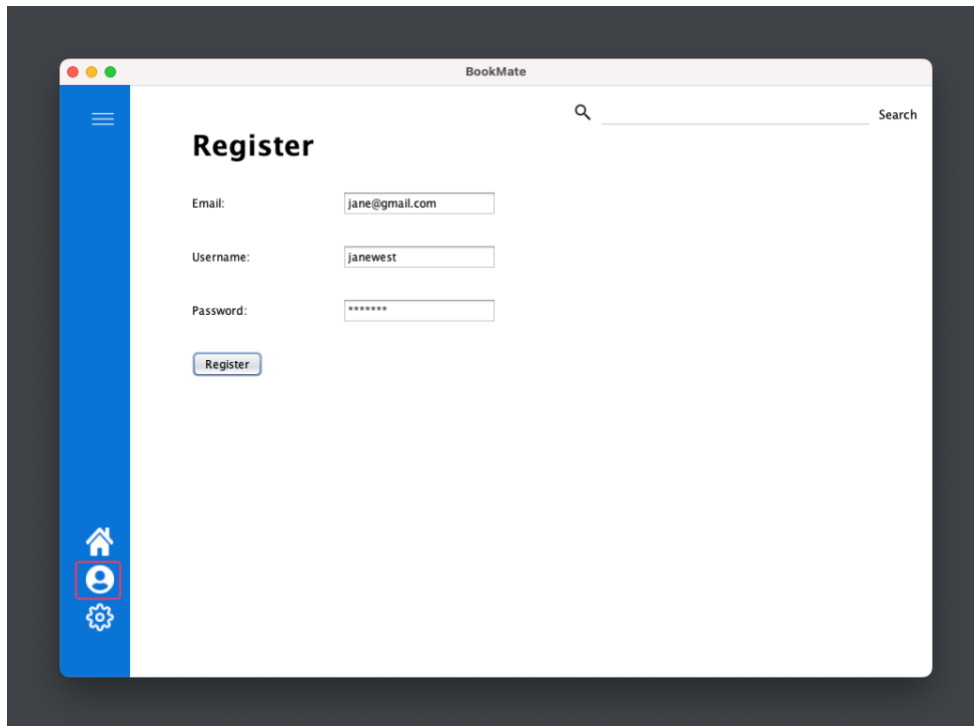 BookMate
Search
Register
Email: jane@gmail.com
Username: janewest
Password: *******
Register